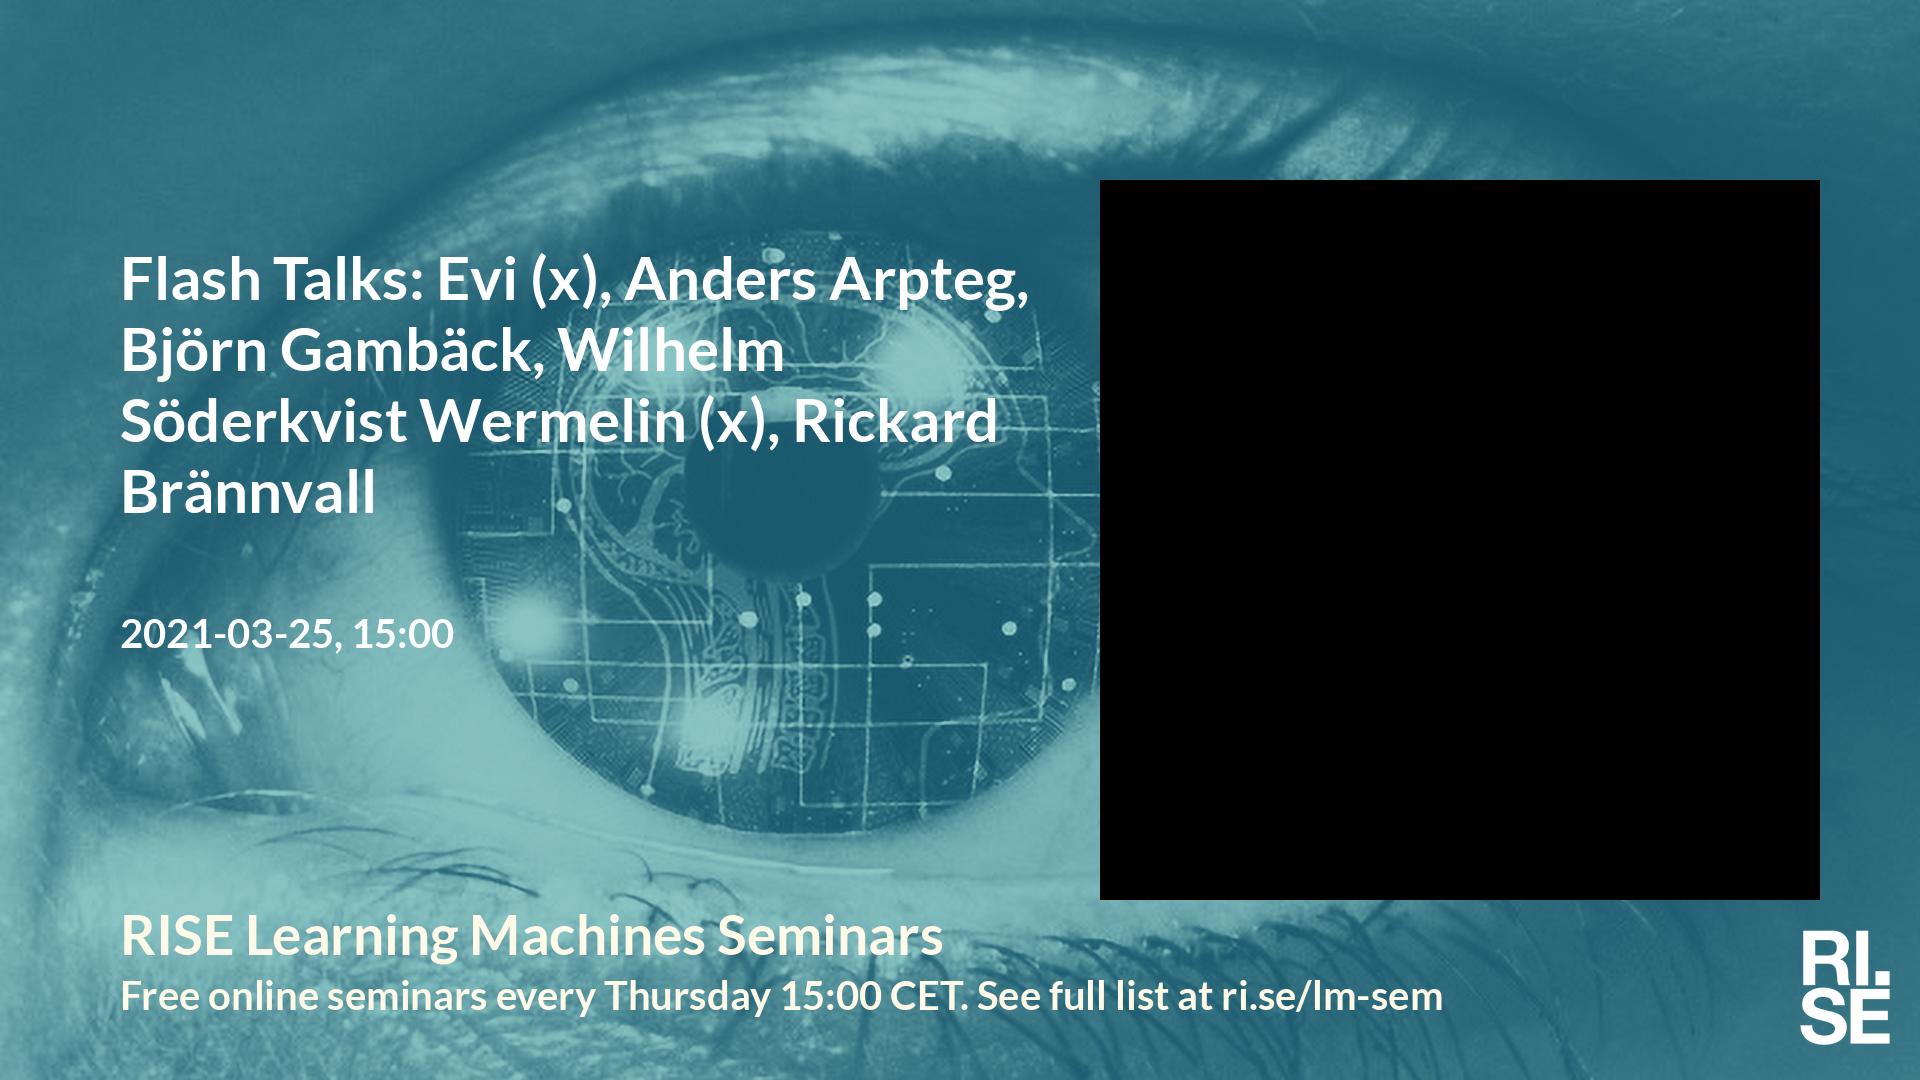 Flash Talks: Evi (x), Anders Arpteg,
Björn Gambäck, Wilhelm
Söderkvist Wermelin (x), Rickard
Brännvall
2021-03-25, 15:00
RISE Learning Machines Seminars
Free online seminars every Thursday 15:00 CET. See full list at ri.se/lm-sem
RI.
SE